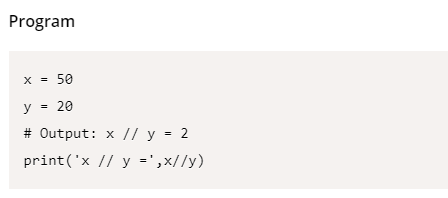 Program
x = 50
y = 20
# Output: x // y = 2
print('x // y =',x//y)